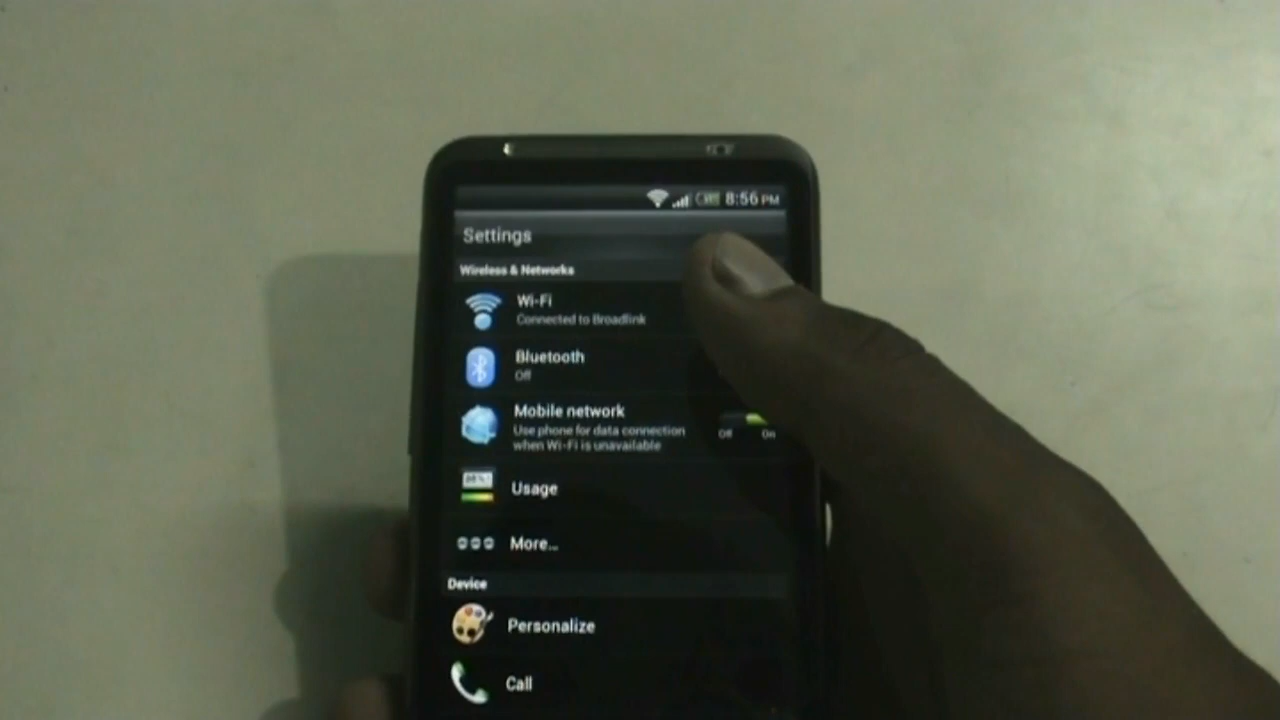 8:56 PM
Settings
Wireless & Networks
Wi-Fi
Connected to Broadlink
Bluetooth
Off
Mobile network
Use phone for data connection
when Wi-Fi is unavailable
Off On
Usage
More...
Device
Personalize
Call